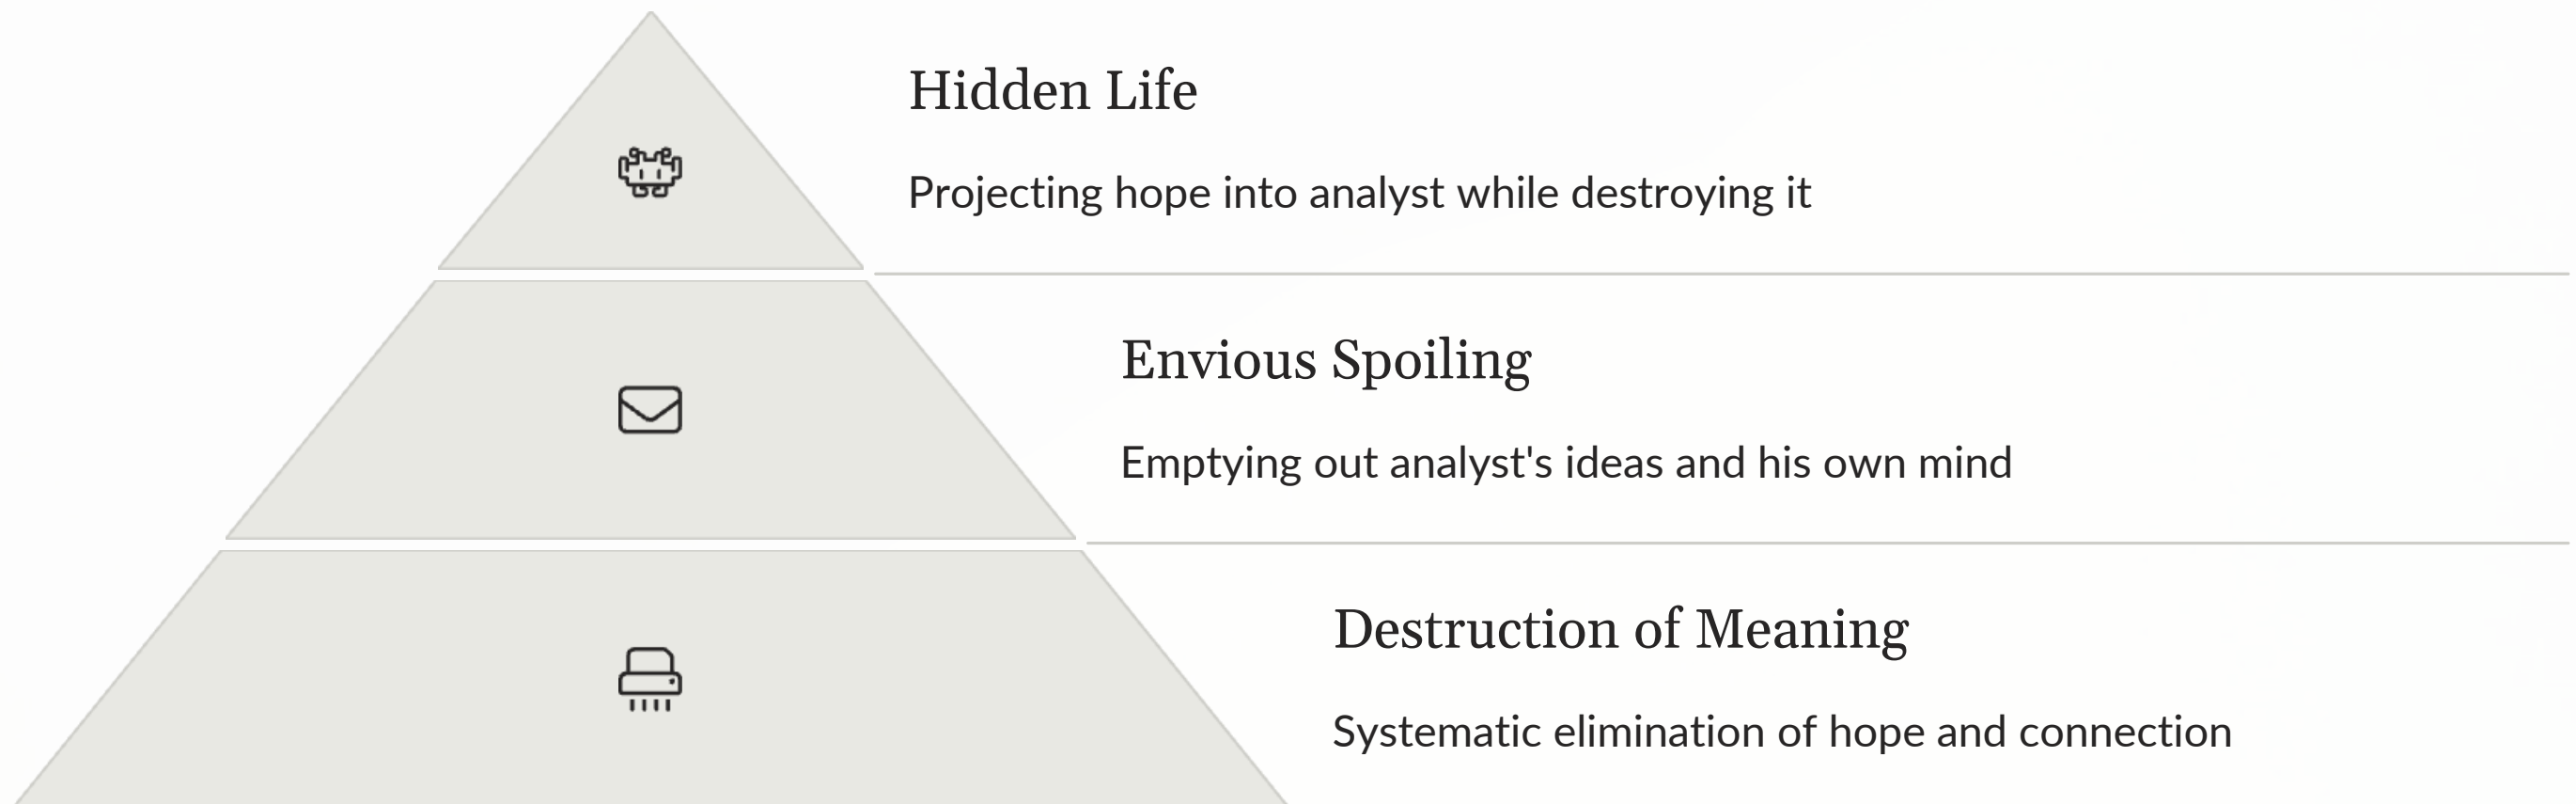 Hidden Life
Projecting hope into analyst while destroying it
Envious Spoiling
Emptying out analyst's ideas and his own mind
Destruction of Meaning
Systematic elimination of hope and connection